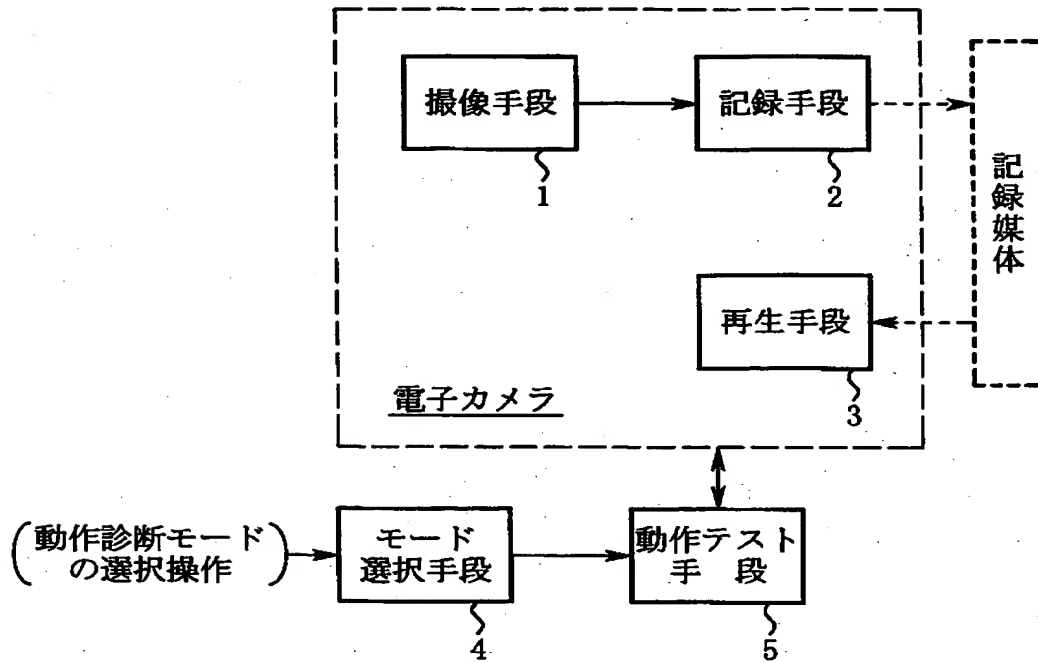 撮像手段
1
記録手段
2
記録媒体
再生手段
3
電子カメラ
(動作診断モード
の選択操作)
モード
選択手段
4
動作テスト
手 段
5